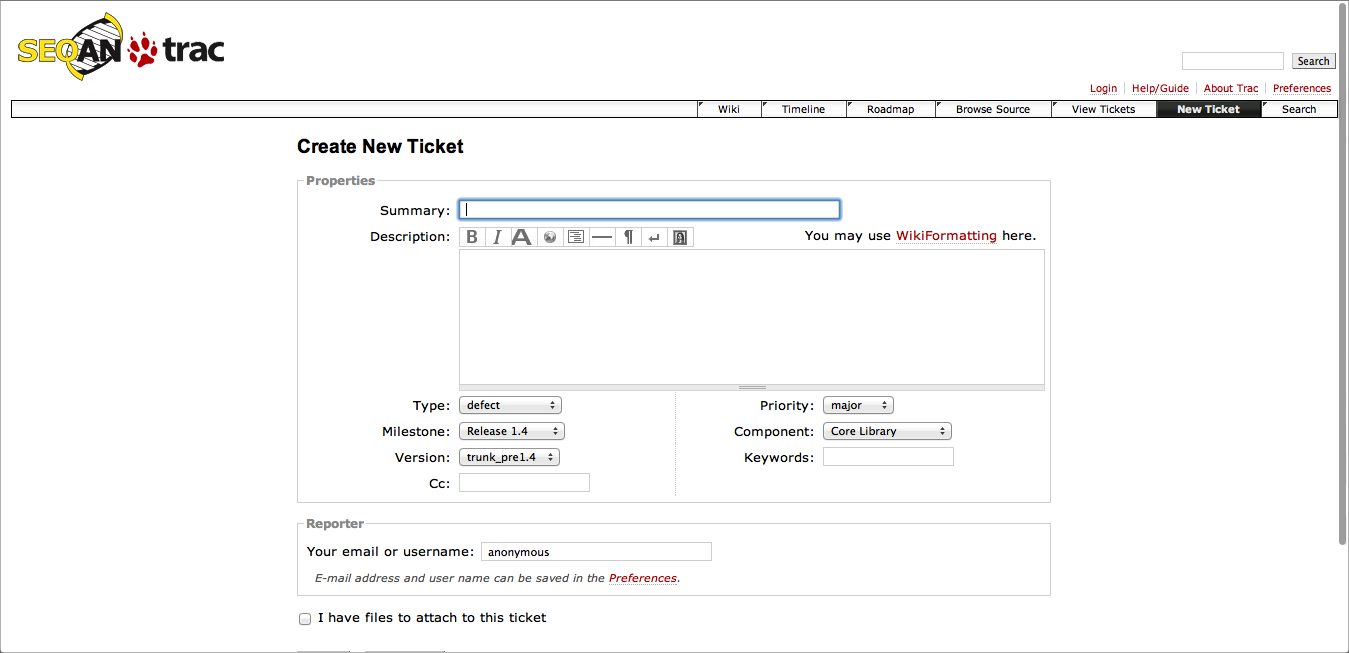 SEQAN trac
Search
Login Help/Guide About Trac Preferences
Wiki Timeline Roadmap Browse Source View Tickets New Ticket Search
Create New Ticket
Properties
Summary:
Description: B I A ¶ You may use WikiFormatting here.
Type: defect Priority: major
Milestone: Release 1.4 Component: Core Library
Version: trunk_pre1.4 Keywords:
Cc:
Reporter
Your email or username: anonymous
E-mail address and user name can be saved in the Preferences.
I have files to attach to this ticket